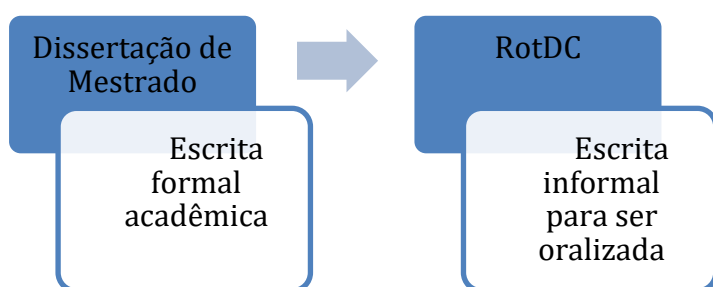 Dissertação de
Mestrado
Escrita
formal
acadêmica
RotDC
Escrita
informal
para ser
oralizada